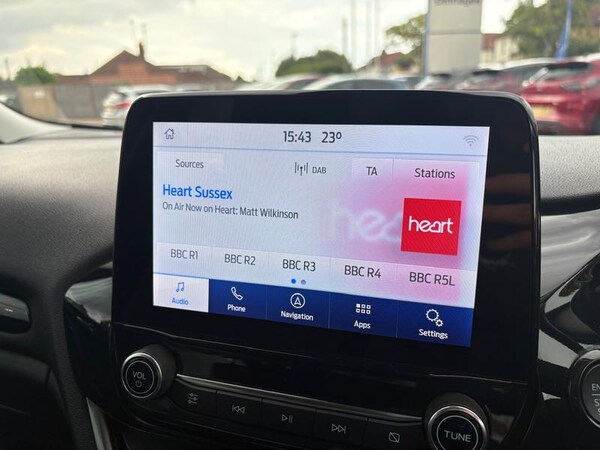 15:43 23º
Sources DAB TA Stations
Heart Sussex
On Air Now on Heart: Matt Wilkinson
heart
BBC R1 BBC R2 BBC R3 BBC R4 BBC R5L
Audio Phone Navigation Apps Settings
VOL
TUNE